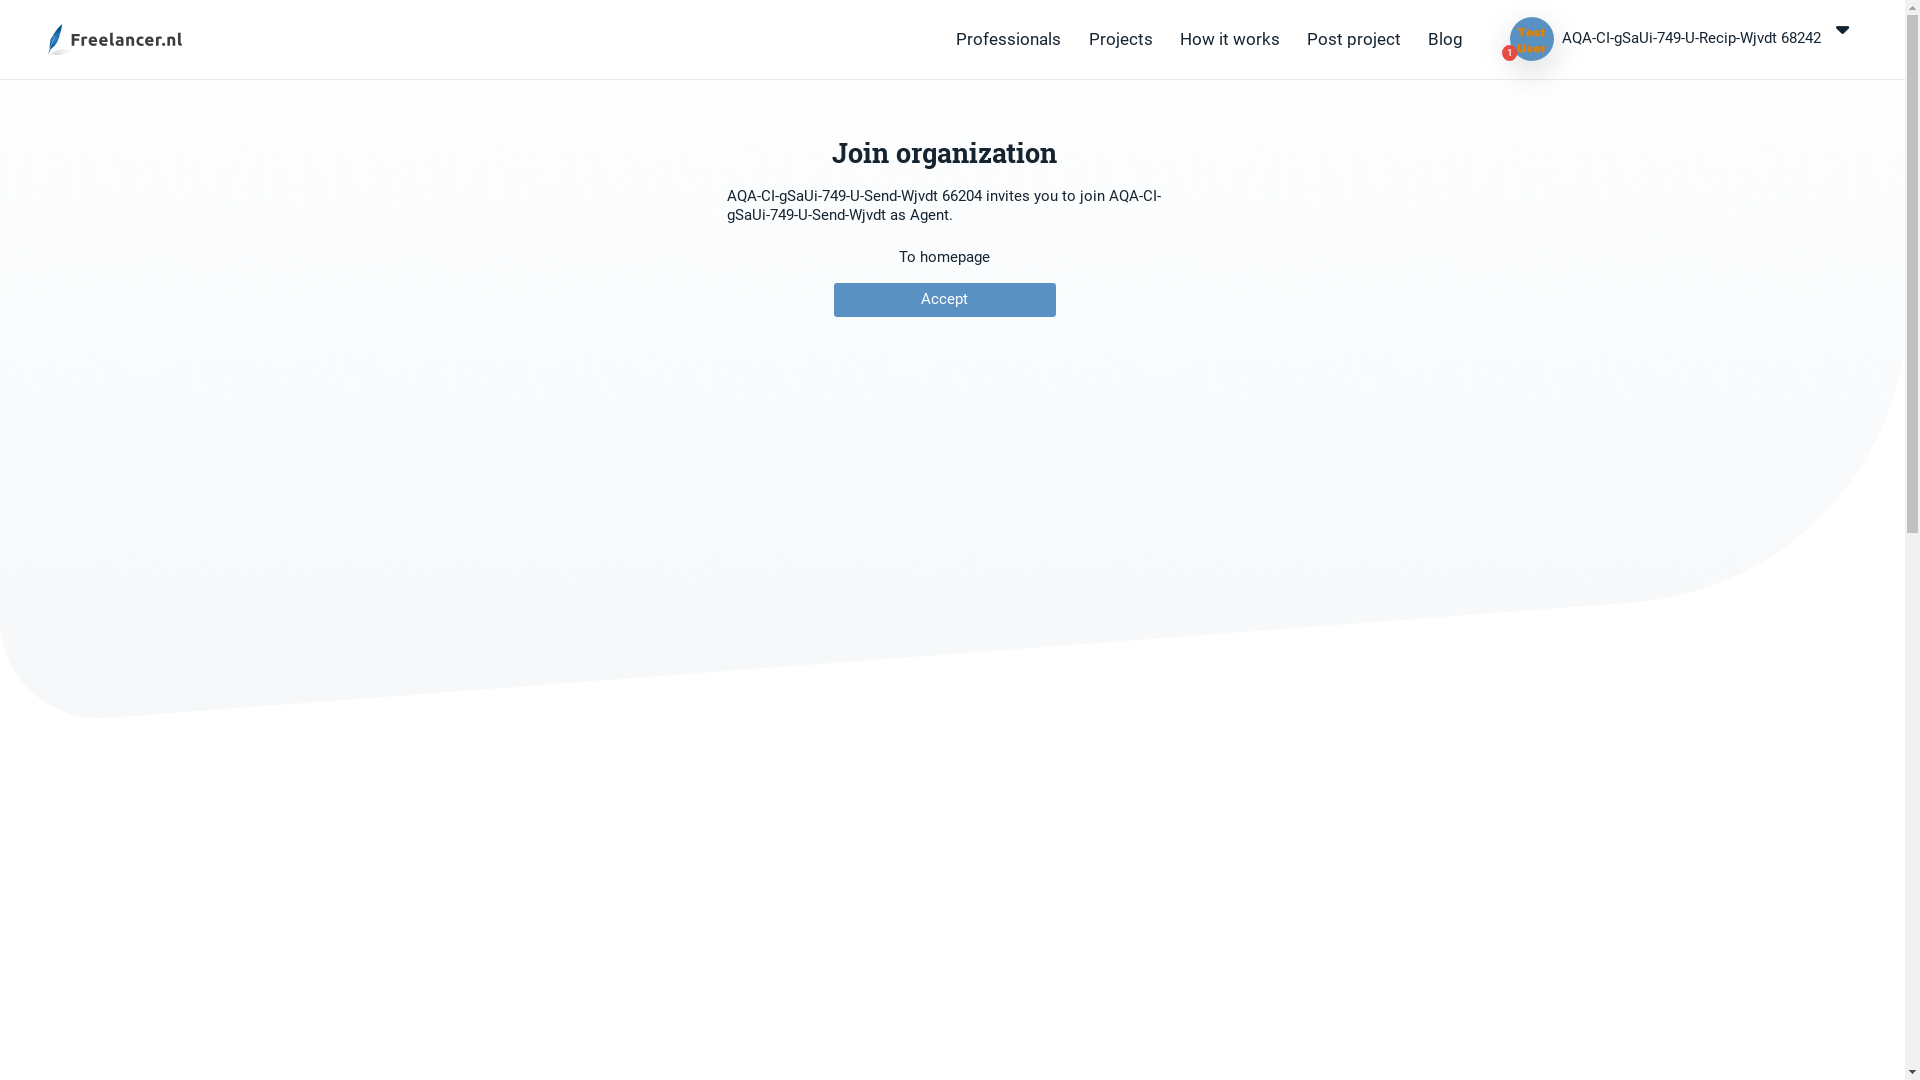 Freelancer.nl
Professionals
Projects
How it works
Post project
Blog
Test
User
1
AQA-CI-gSaUi-749-U-Recip-Wjvdt 68242
Join organization
AQA-CI-gSaUi-749-U-Send-Wjvdt 66204 invites you to join AQA-CI-
gSaUi-749-U-Send-Wjvdt as Agent.
To homepage
Accept